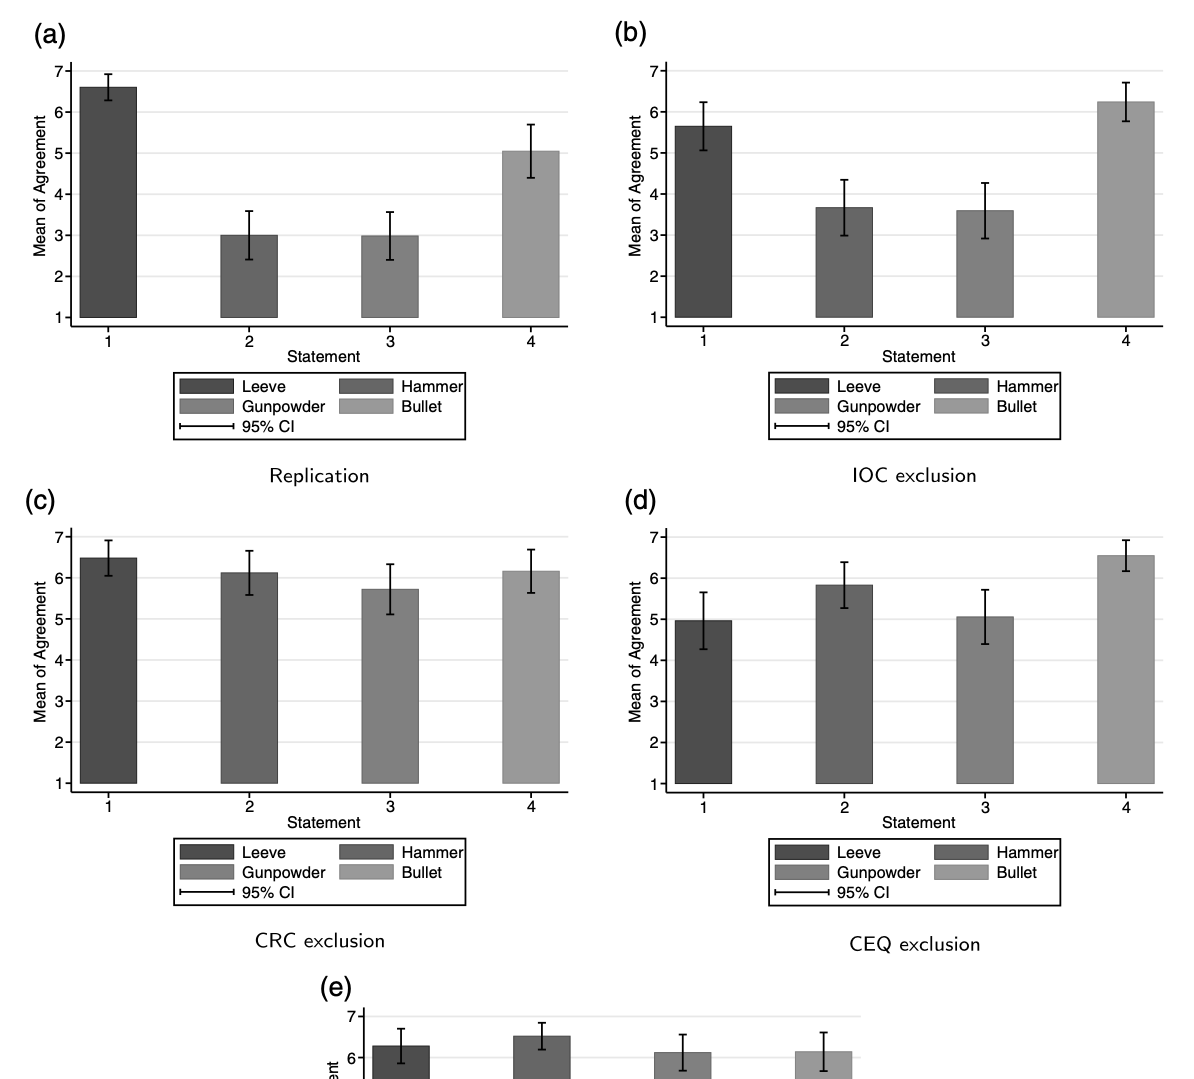 (a)
7
6
5
4
3
2
1
Mean of Agreement
1 2 3 4
Statement
Leeve Hammer
Gunpowder Bullet
95% CI
Replication
(b)
7
6
5
4
3
2
1
Mean of Agreement
1 2 3 4
Statement
Leeve Hammer
Gunpowder Bullet
95% CI
IOC exclusion
(c)
7
6
5
4
3
2
1
Mean of Agreement
1 2 3 4
Statement
Leeve Hammer
Gunpowder Bullet
95% CI
CRC exclusion
(d)
7
6
5
4
3
2
1
Mean of Agreement
1 2 3 4
Statement
Leeve Hammer
Gunpowder Bullet
95% CI
CEQ exclusion
(e)
7
6